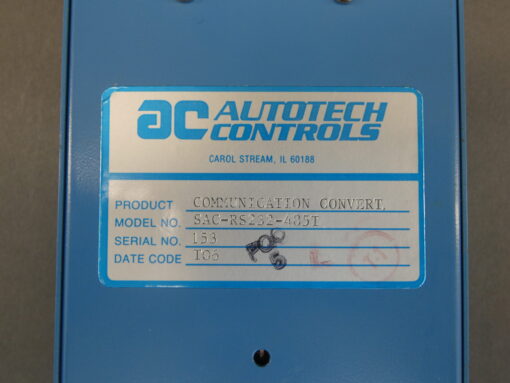 ac AUTOTECH
CONTROLS
CAROL STREAM, IL 60188
PRODUCT COMMUNICATION CONVERT.
MODEL NO. SAC-RS232-485T
SERIAL NO. 153
DATE CODE T06